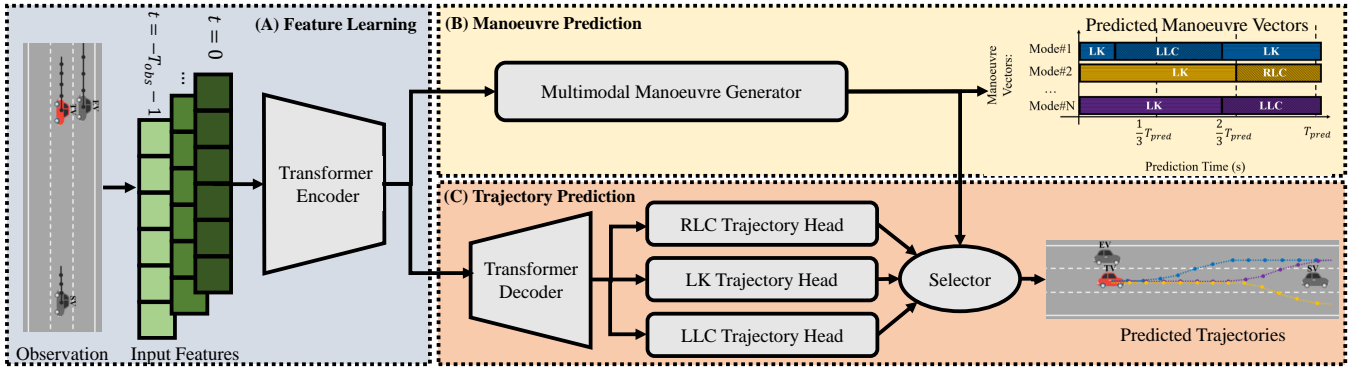 (A) Feature Learning
t = −T_obs − 1
...
t = 0
EV
TV
SV
Observation
Input Features
Transformer
Encoder
(B) Manoeuvre Prediction
Multimodal Manoeuvre Generator
Predicted Manoeuvre Vectors
Manoeuvre
Vectors:
Mode#1
LK
LLC
LK
Mode#2
LK
RLC
...
Mode#N
LK
LLC
1/3 T_pred
2/3 T_pred
T_pred
Prediction Time (s)
(C) Trajectory Prediction
Transformer
Decoder
RLC Trajectory Head
LK Trajectory Head
LLC Trajectory Head
Selector
EV
TV
SV
Predicted Trajectories